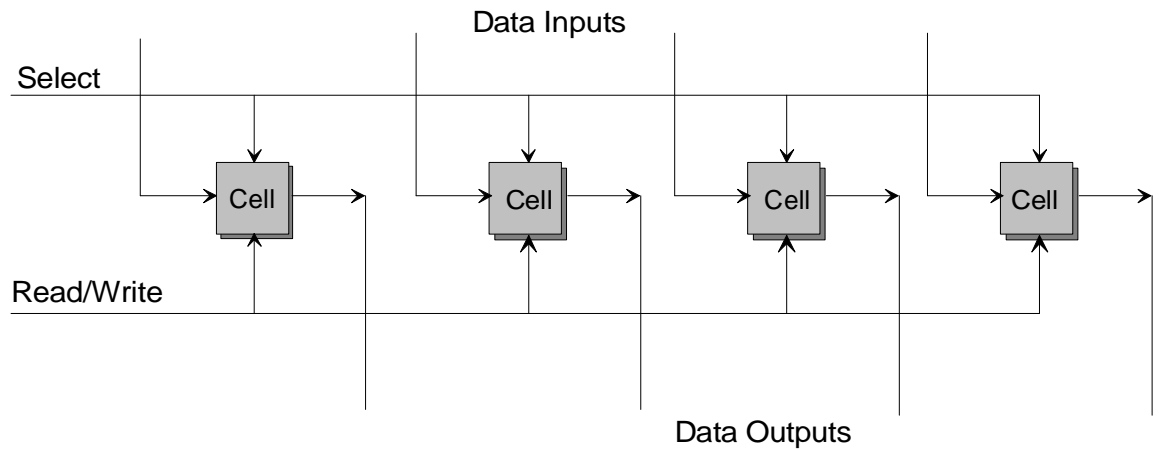 Data Inputs
Select
Cell
Cell
Cell
Cell
Read/Write
Data Outputs